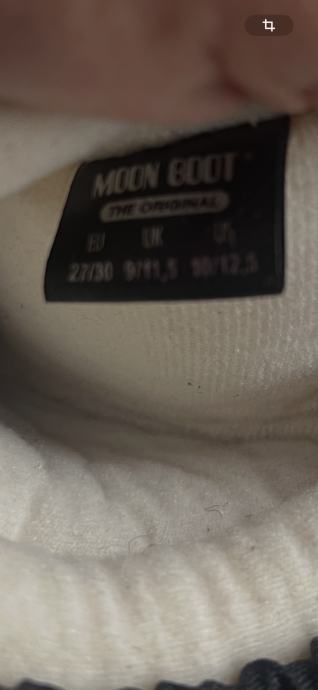 MOON BOOT
THE ORIGINAL
EU UK US
27/30 9/11,5 10/12,5